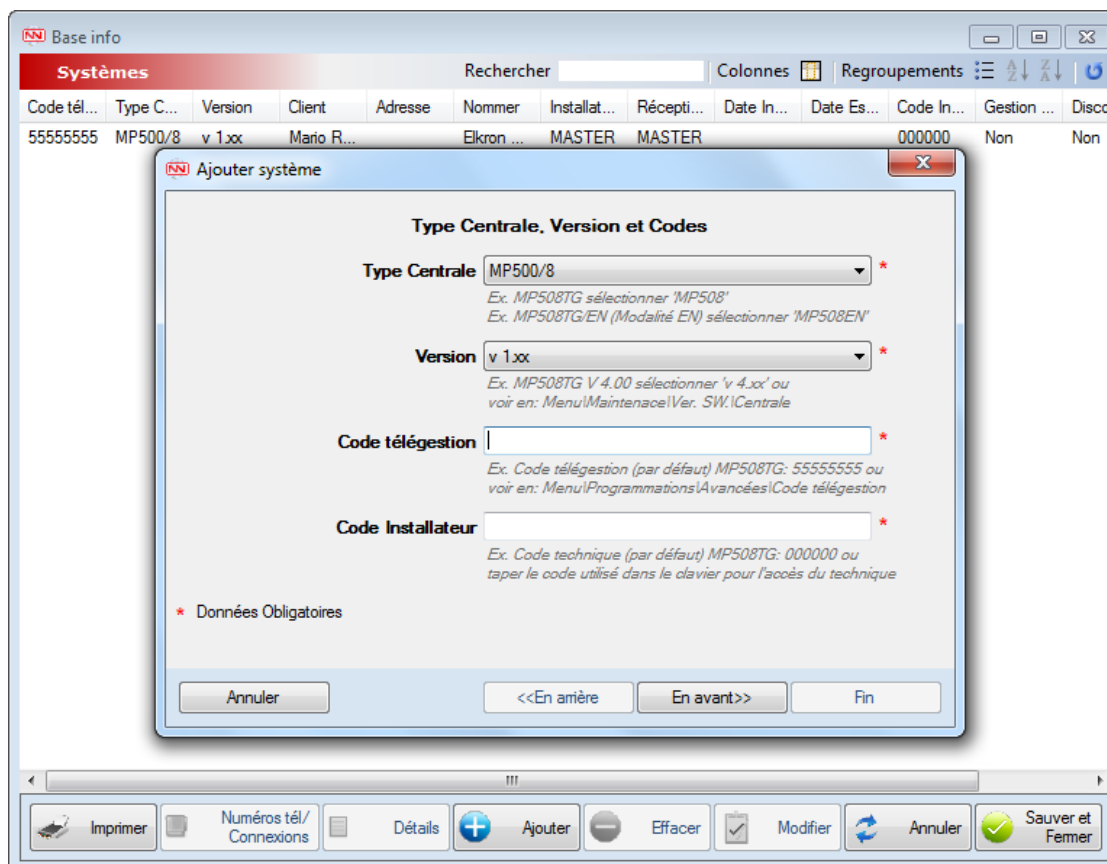 Base info
Systèmes Rechercher Colonnes Regroupements
Code tél... Type C... Version Client Adresse Nommer Installat... Récepti... Date In... Date Es... Code In... Gestion ... Disco
55555555 MP500/8 v 1.xx Mario R... Elkron ... MASTER MASTER 000000 Non Non
Ajouter système
Type Centrale, Version et Codes
Type Centrale MP500/8 *
Ex. MP508TG sélectionner 'MP508'
Ex. MP508TG/EN (Modalité EN) sélectionner 'MP508EN'
Version v 1.xx *
Ex. MP508TG V 4.00 sélectionner 'v 4.xx' ou
voir en: Menu\Maintenace\Ver. SW.\Centrale
Code télégestion *
Ex. Code télégestion (par défaut) MP508TG: 55555555 ou
voir en: Menu\Programmations\Avancées\Code télégestion
Code Installateur *
Ex. Code technique (par défaut) MP508TG: 000000 ou
taper le code utilisé dans le clavier pour l'accès du technique
* Données Obligatoires
Annuler <<En arrière En avant>> Fin
Imprimer Numéros tél/ Connexions Détails Ajouter Effacer Modifier Annuler Sauver et Fermer